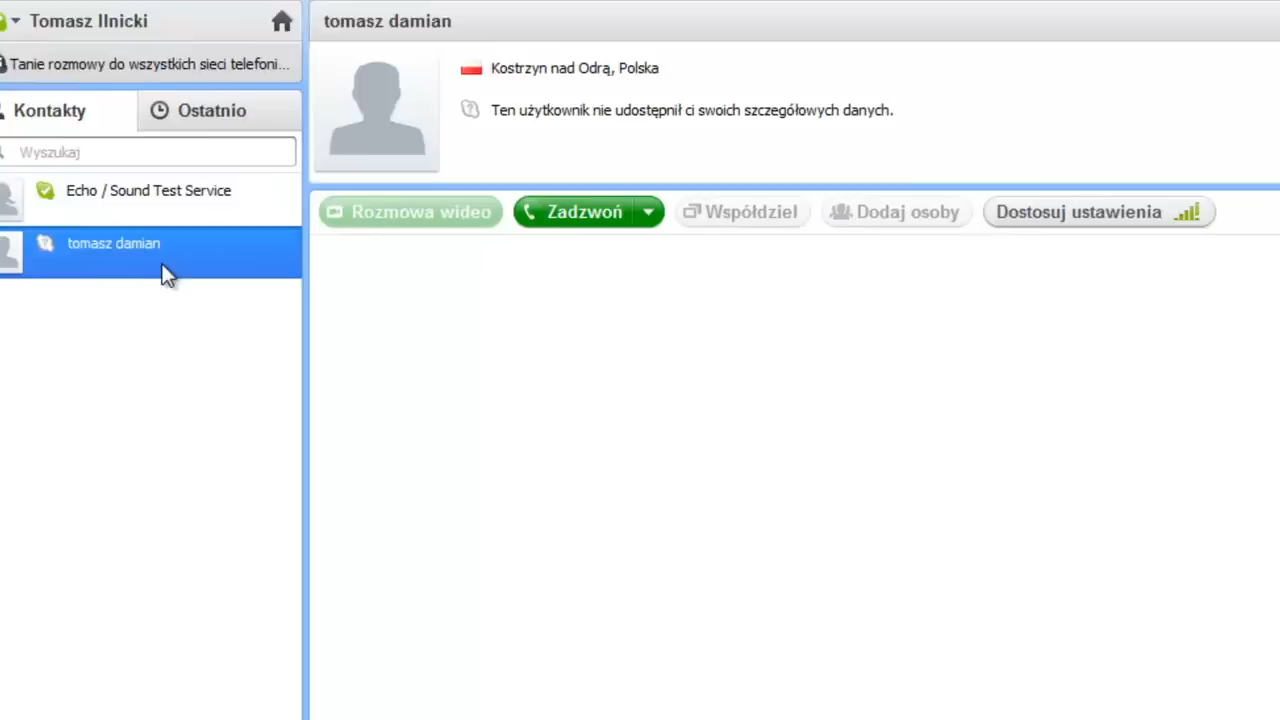 Tomasz Ilnicki
Tanie rozmowy do wszystkich sieci telefoni...
Kontakty
Ostatnio
Wyszukaj
Echo / Sound Test Service
tomasz damian
tomasz damian
Kostrzyn nad Odrą, Polska
Ten użytkownik nie udostępnił ci swoich szczegółowych danych.
Rozmowa wideo
Zadzwoń
Współdziel
Dodaj osoby
Dostosuj ustawienia